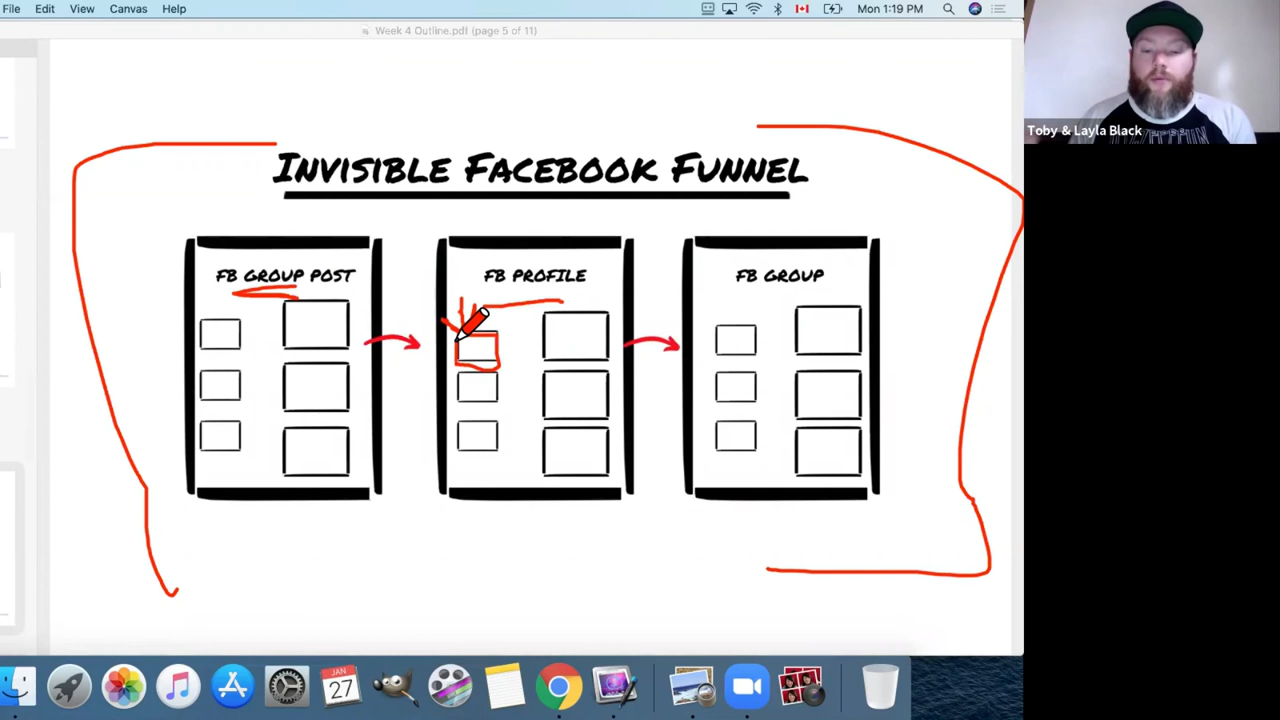 File Edit View Canvas Help Mon 1:19 PM
Week 4 Outline.pdf (page 5 of 11)
Toby & Layla Black
Invisible Facebook Funnel
FB GROUP POST FB PROFILE FB GROUP
JAN
27